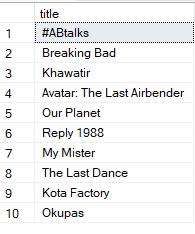 title
1 #ABtalks
2 Breaking Bad
3 Khawatir
4 Avatar: The Last Airbender
5 Our Planet
6 Reply 1988
7 My Mister
8 The Last Dance
9 Kota Factory
10 Okupas